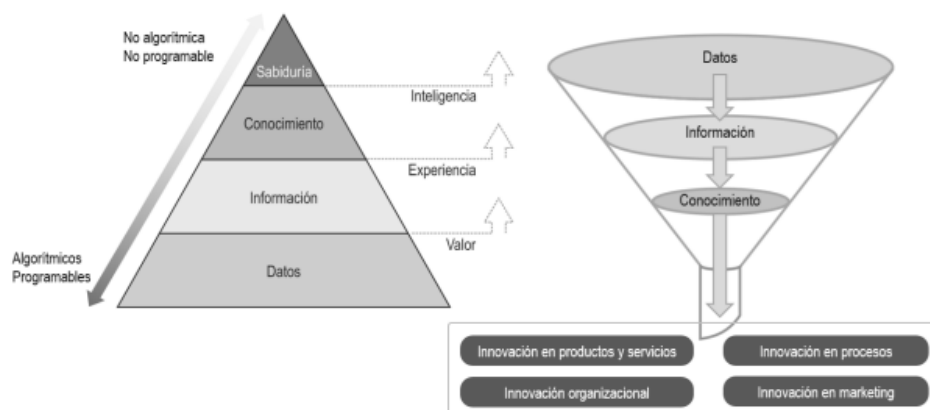 No algorítmica
No programable
Sabiduría
Inteligencia
Conocimiento
Experiencia
Información
Valor
Algorítmicos
Programables
Datos
Datos
Información
Conocimiento
Innovación en productos y servicios
Innovación en procesos
Innovación organizacional
Innovación en marketing